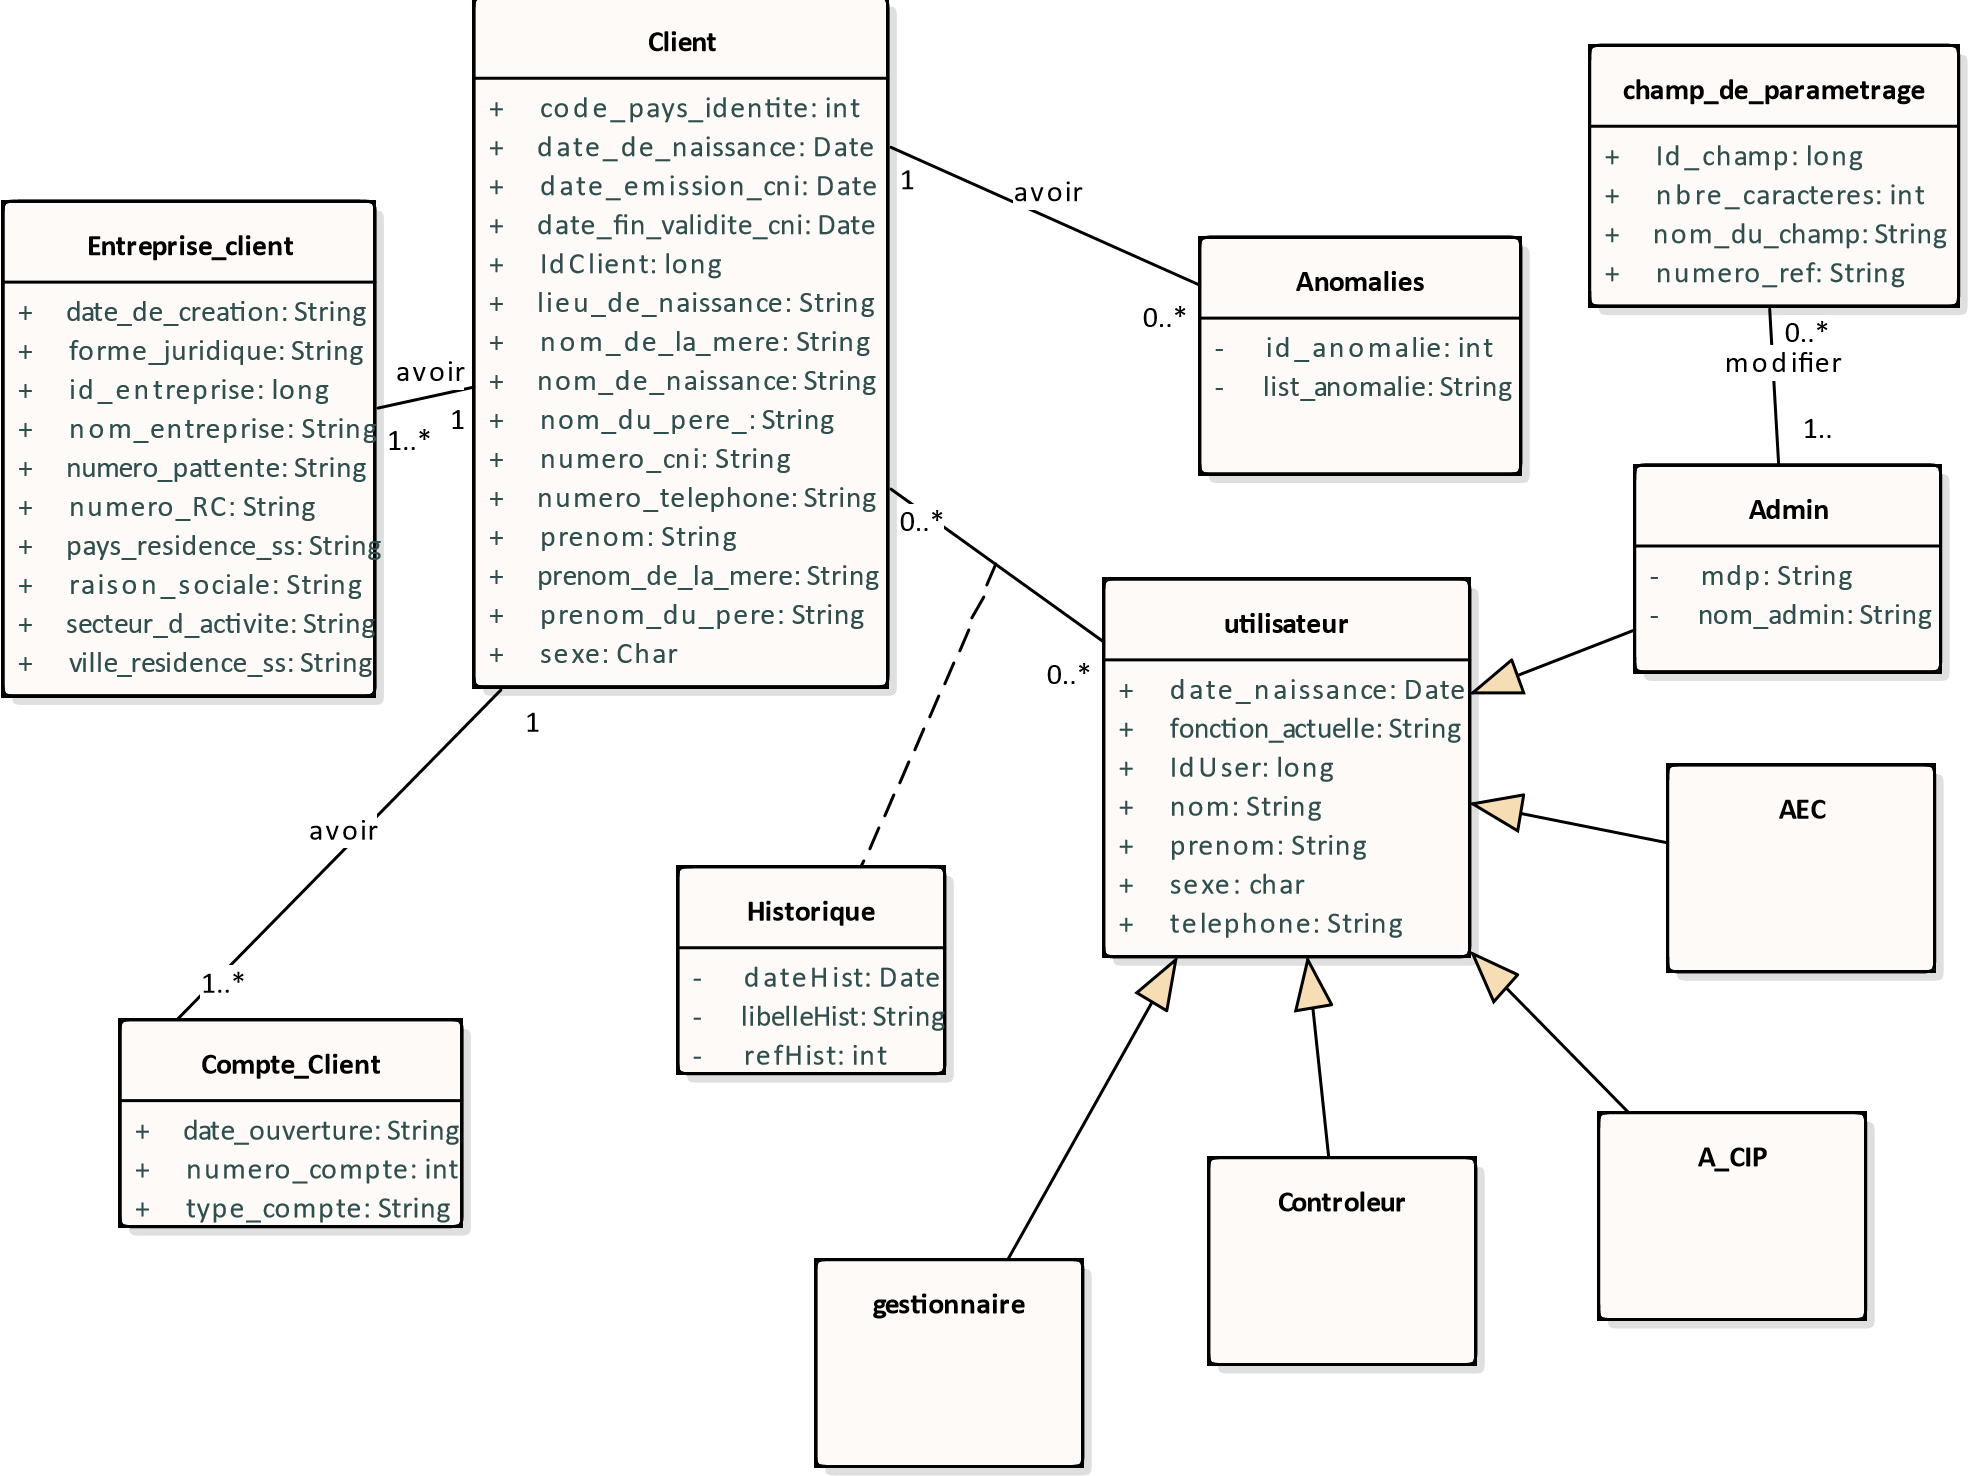 Client
+ code_pays_identite: int
+ date_de_naissance: Date
+ date_emission_cni: Date
+ date_fin_validite_cni: Date
+ IdClient: long
+ lieu_de_naissance: String
+ nom_de_la_mere: String
+ nom_de_naissance: String
+ nom_du_pere_: String
+ numero_cni: String
+ numero_telephone: String
+ prenom: String
+ prenom_de_la_mere: String
+ prenom_du_pere: String
+ sexe: Char
Entreprise_client
+ date_de_creation: String
+ forme_juridique: String
+ id_entreprise: long
+ nom_entreprise: String
+ numero_pattente: String
+ numero_RC: String
+ pays_residence_ss: String
+ raison_sociale: String
+ secteur_d_activite: String
+ ville_residence_ss: String
avoir
1
1..*
1
avoir
0..*
Anomalies
- id_anomalie: int
- list_anomalie: String
champ_de_parametrage
+ Id_champ: long
+ nbre_caracteres: int
+ nom_du_champ: String
+ numero_ref: String
0..*
modifier
1..
Admin
- mdp: String
- nom_admin: String
0..*
0..*
utilisateur
+ date_naissance: Date
+ fonction_actuelle: String
+ IdUser: long
+ nom: String
+ prenom: String
+ sexe: char
+ telephone: String
AEC
1
avoir
1..*
Compte_Client
+ date_ouverture: String
+ numero_compte: int
+ type_compte: String
Historique
- dateHist: Date
- libelleHist: String
- refHist: int
gestionnaire
Controleur
A_CIP